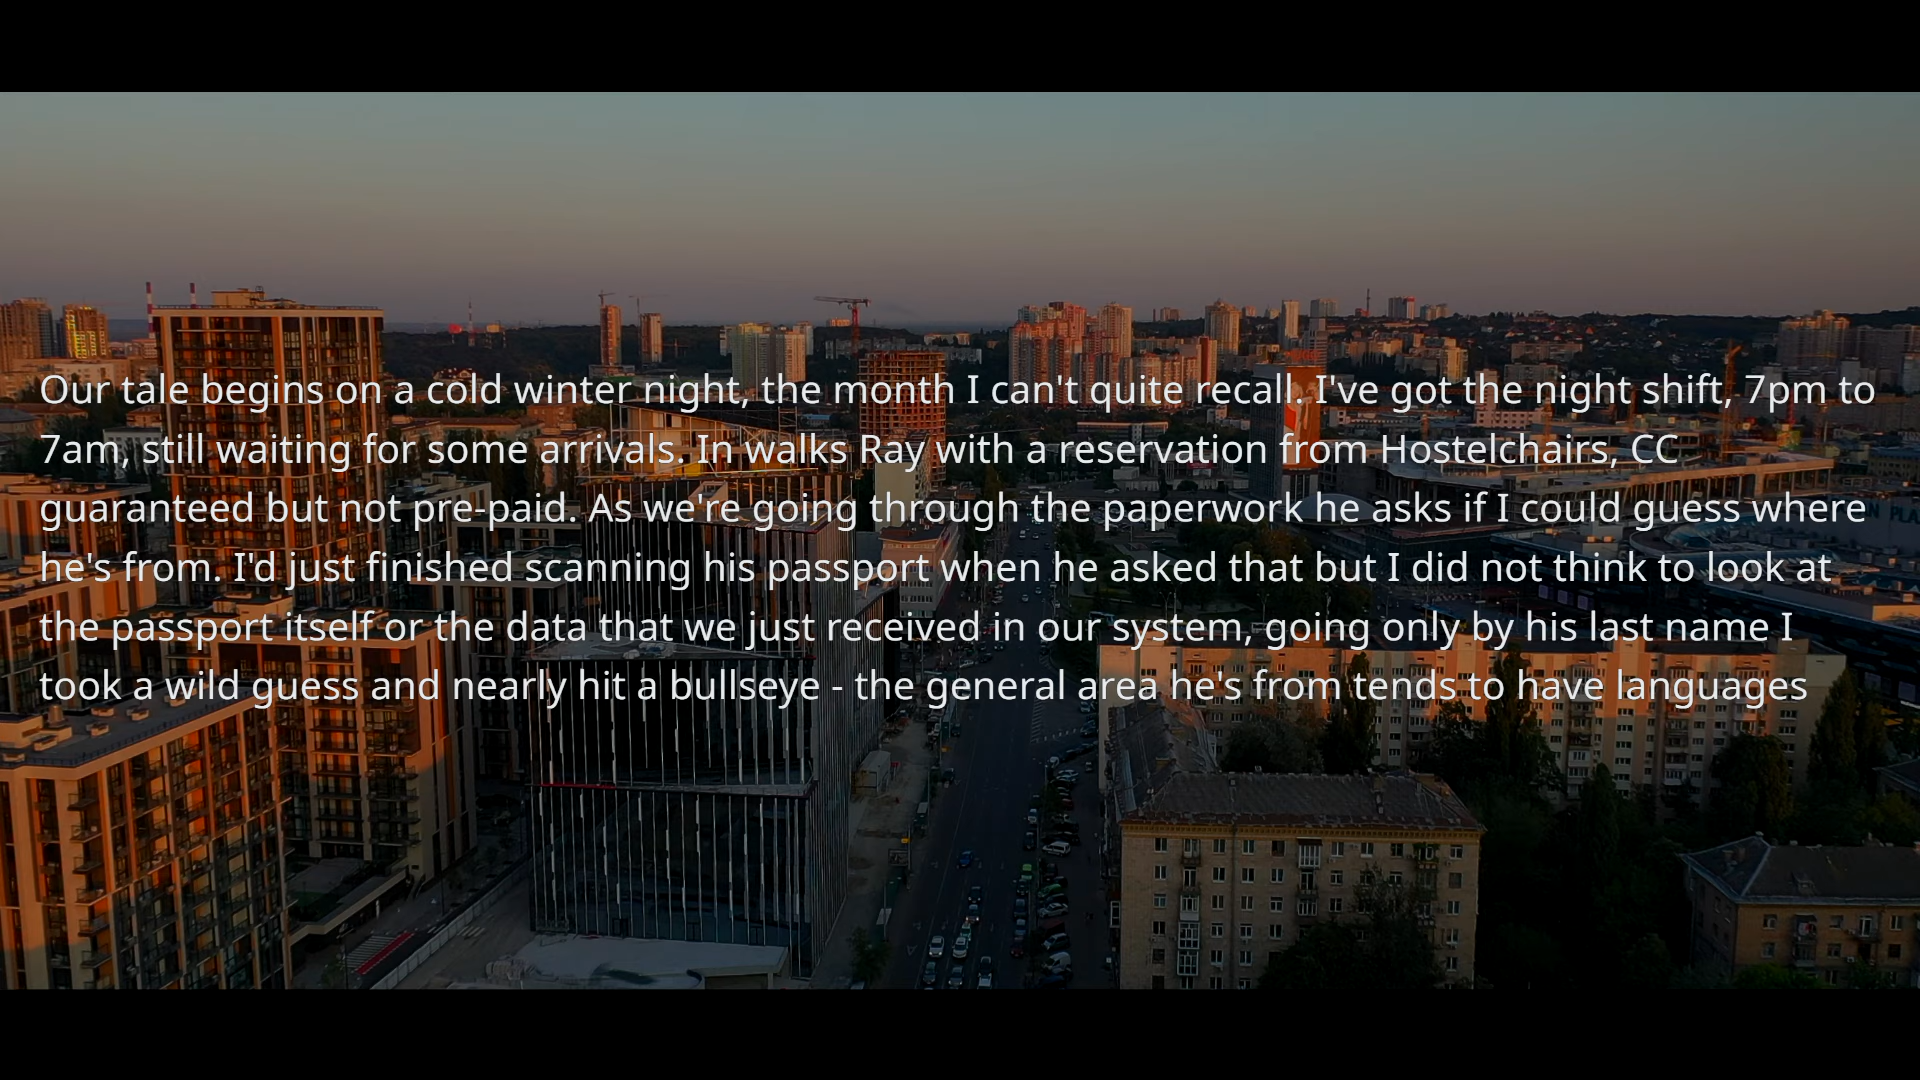 Our tale begins on a cold winter night, the month I can't quite recall. I've got the night shift, 7pm to
7am, still waiting for some arrivals. In walks Ray with a reservation from Hostelchairs, CC
guaranteed but not pre-paid. As we're going through the paperwork he asks if I could guess where
he's from. I'd just finished scanning his passport when he asked that but I did not think to look at
the passport itself or the data that we just received in our system, going only by his last name I
took a wild guess and nearly hit a bullseye - the general area he's from tends to have languages